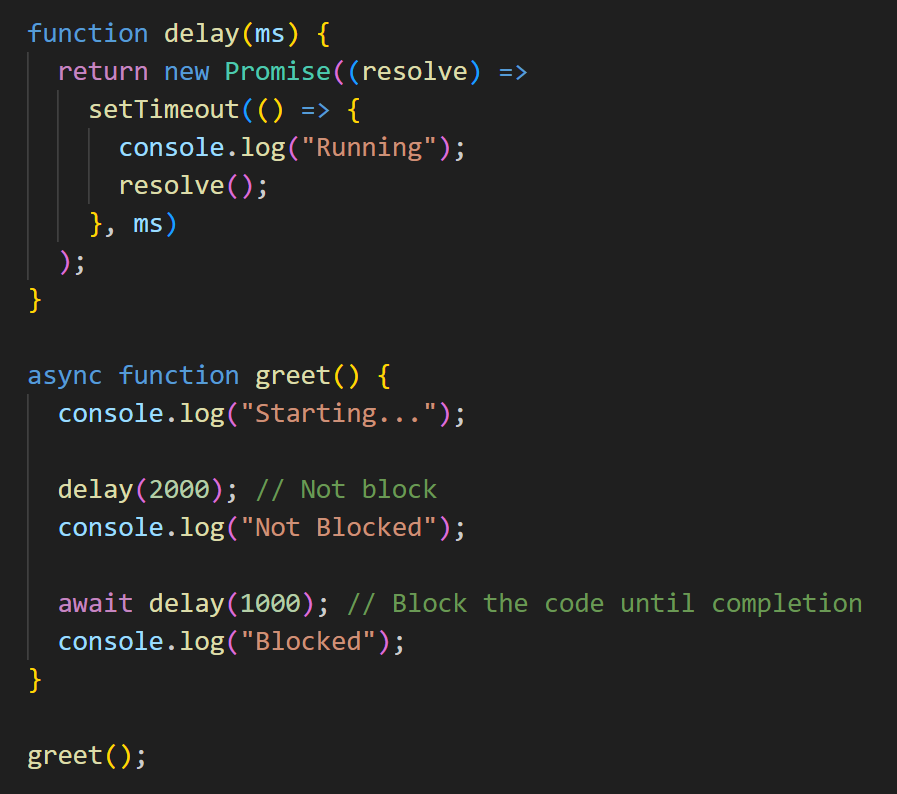 function delay(ms) {
  return new Promise((resolve) =>
    setTimeout(() => {
      console.log("Running");
      resolve();
    }, ms)
  );
}

async function greet() {
  console.log("Starting...");

  delay(2000); // Not block
  console.log("Not Blocked");

  await delay(1000); // Block the code until completion
  console.log("Blocked");
}

greet();